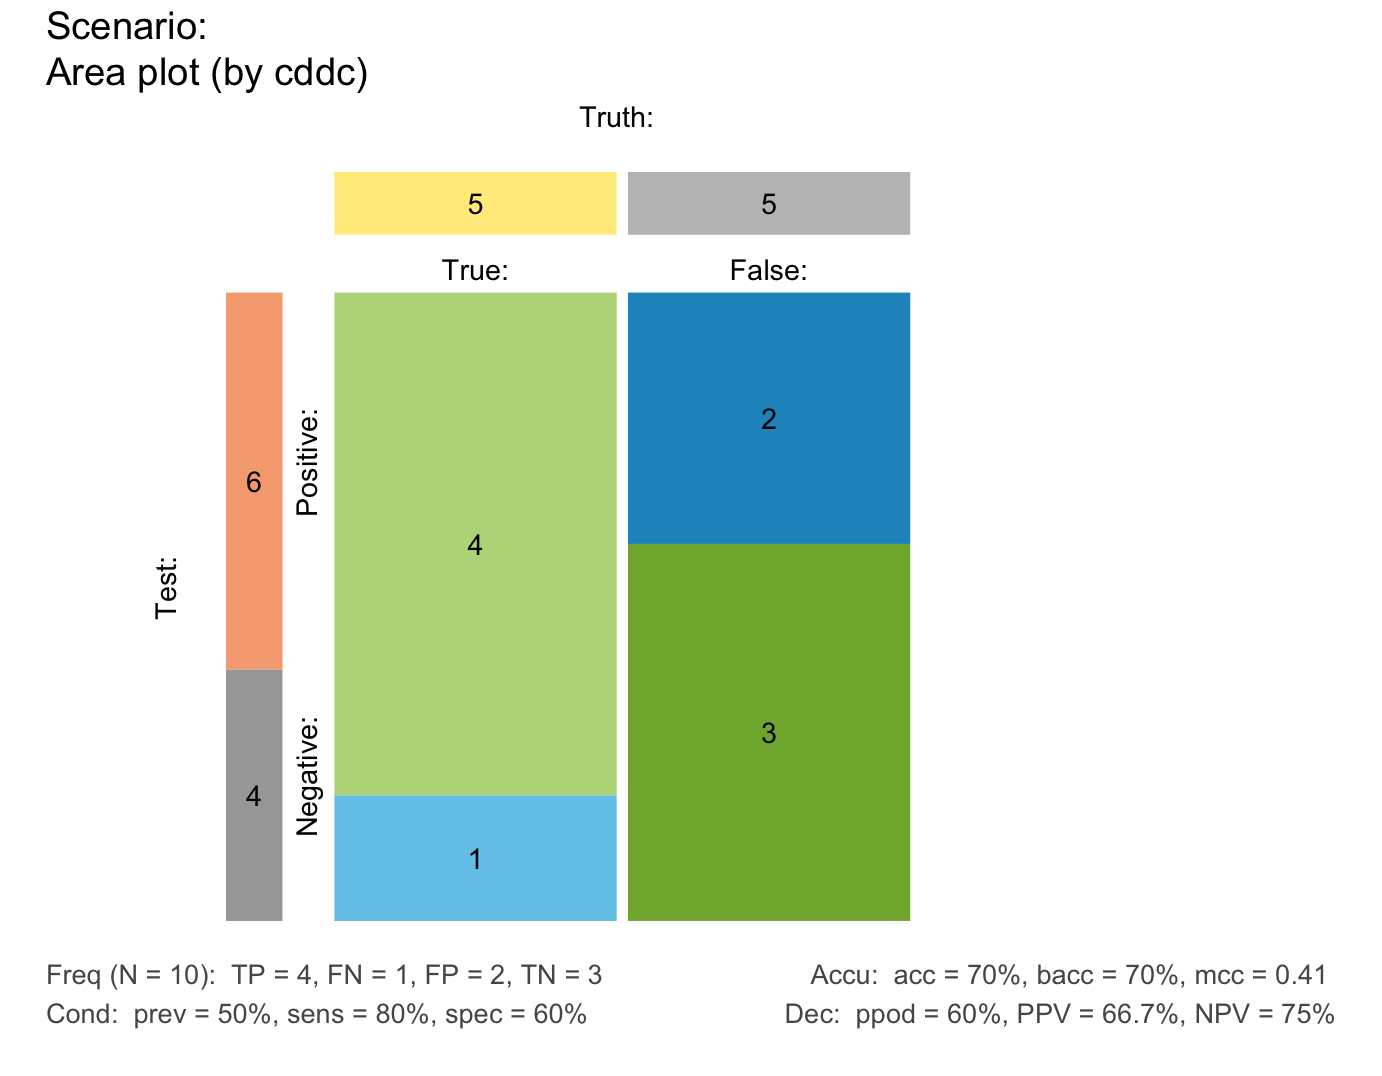 Scenario:
Area plot (by cddc)
Truth:
5
5
True:
False:
Test:
6
4
Positive:
Negative:
4
2
1
3
Freq (N = 10):  TP = 4, FN = 1, FP = 2, TN = 3
Accu:  acc = 70%, bacc = 70%, mcc = 0.41
Cond:  prev = 50%, sens = 80%, spec = 60%
Dec:  ppod = 60%, PPV = 66.7%, NPV = 75%